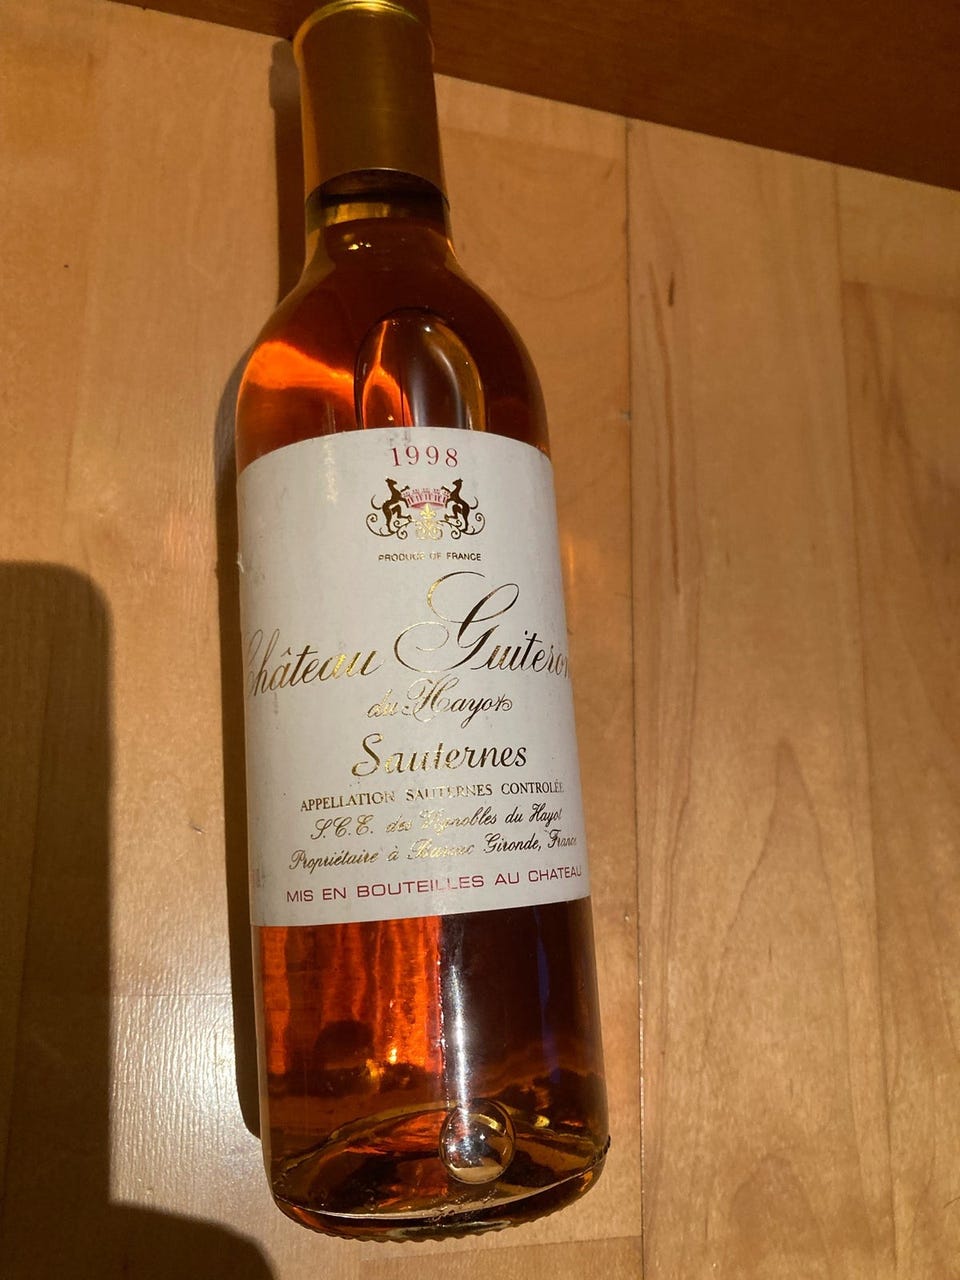 1998
PRODUCE OF FRANCE
Château Guiteron
du Hayot
Sauternes
APPELLATION SAUTERNES CONTROLÉE
S.C.E. des Vignobles du Hayot
Propriétaire à Barsac Gironde, France
MIS EN BOUTEILLES AU CHATEAU